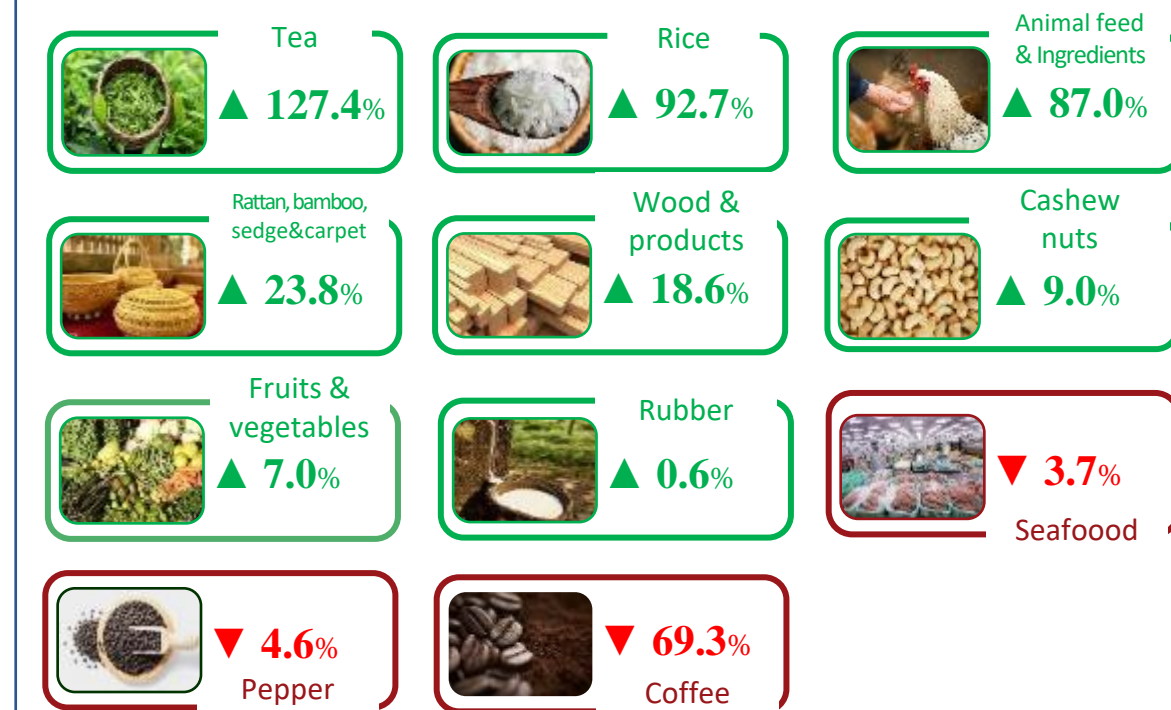 Tea
▲ 127.4%
Rice
▲ 92.7%
Animal feed
& Ingredients
▲ 87.0%
Rattan, bamboo,
sedge&carpet
▲ 23.8%
Wood &
products
▲ 18.6%
Cashew
nuts
▲ 9.0%
Fruits &
vegetables
▲ 7.0%
Rubber
▲ 0.6%
▼ 3.7%
Seafoood
▼ 4.6%
Pepper
▼ 69.3%
Coffee